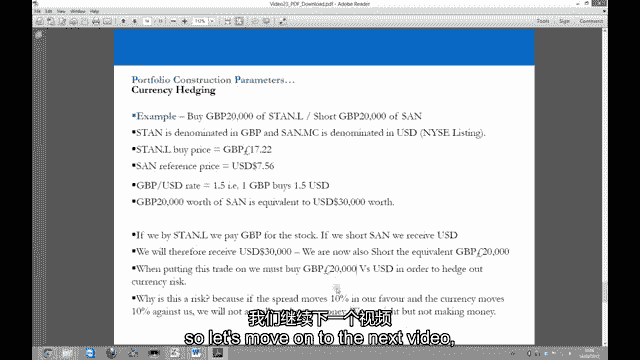 Video21_PDF_Download.pdf - Adobe Reader
File Edit View Window Help
Tools Sign Comment
Portfolio Construction Parameters…
Currency Hedging
Example – Buy GBP20,000 of STAN.L / Short GBP20,000 of SAN
STAN is denominated in GBP and SAN.MC is denominated in USD (NYSE Listing).
STAN.L buy price = GBP£17.22
SAN reference price = USD$7.56
GBP/USD rate = 1.5 i.e. 1 GBP buys 1.5 USD
GBP20,000 worth of SAN is equivalent to USD$30,000 worth.
If we by STAN.L we pay GBP for the stock. If we short SAN we receive USD
We will therefore receive USD$30,000 – We are now also Short the equivalent GBP£20,000
When putting this trade on we must buy GBP£20,000 Vs USD in order to hedge out
currency risk.
Why is this a risk? because if the spread moves 10% in our favour and the currency moves
10% against us, we will not but not making money.
我们继续下一个视频
so let's move on to the next video,